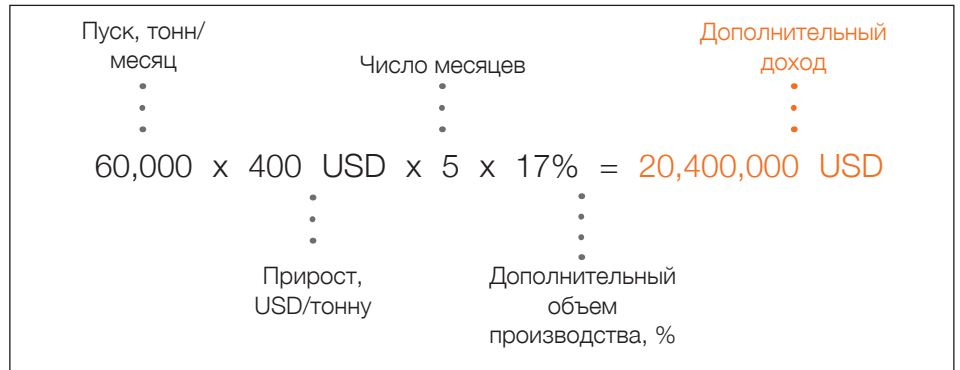 Пуск, тонн/
месяц
Число месяцев
Дополнительный
доход
60,000 x 400 USD x 5 x 17% = 20,400,000 USD
Прирост,
USD/тонну
Дополнительный
объем
производства, %